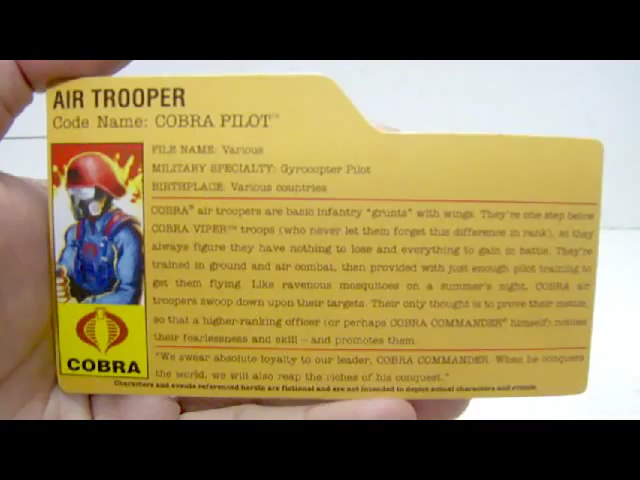 AIR TROOPER
Code Name: COBRA PILOT™
FILE NAME: Various
MILITARY SPECIALTY: Gyrocopter Pilot
BIRTHPLACE: Various countries
COBRA® air troopers are basic infantry "grunts" with wings. They're one step below
COBRA VIPER™ troops (who never let them forget this difference in rank), so they
always figure they have nothing to lose and everything to gain in battle. They're
trained in ground and air combat, then provided with just enough pilot training to
get them flying. Like ravenous mosquitoes on a summer's night, COBRA air
troopers swoop down upon their targets. Their only thought is to prove their mettle,
so that a higher-ranking officer (or perhaps COBRA COMMANDER® himself) notices
their fearlessness and skill – and promotes them.
"We swear absolute loyalty to our leader, COBRA COMMANDER. When he conquers
the world, we will also reap the riches of his conquest."
COBRA
Characters and events referenced herein are fictional and are not intended to depict actual characters and events.